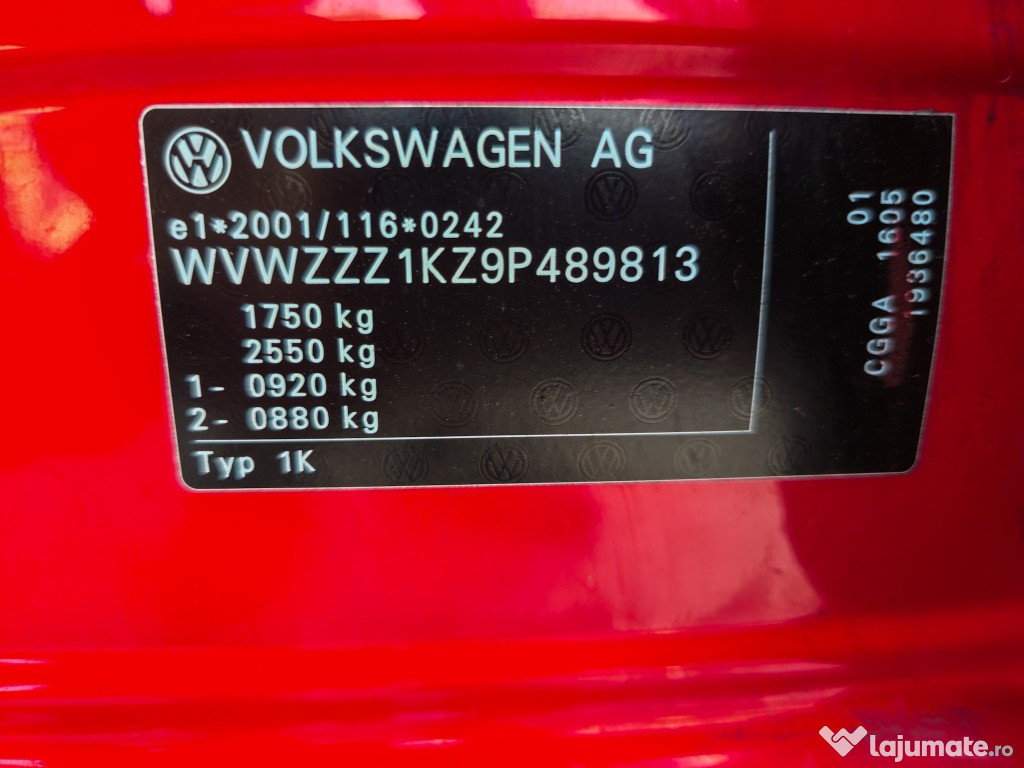 VOLKSWAGEN AG
e1*2001/116*0242
WVWZZZ1KZ9P489813
1750 kg
2550 kg
1- 0920 kg
2- 0880 kg
Typ 1K
01
CGGA 1605
1936480
lajumate.ro